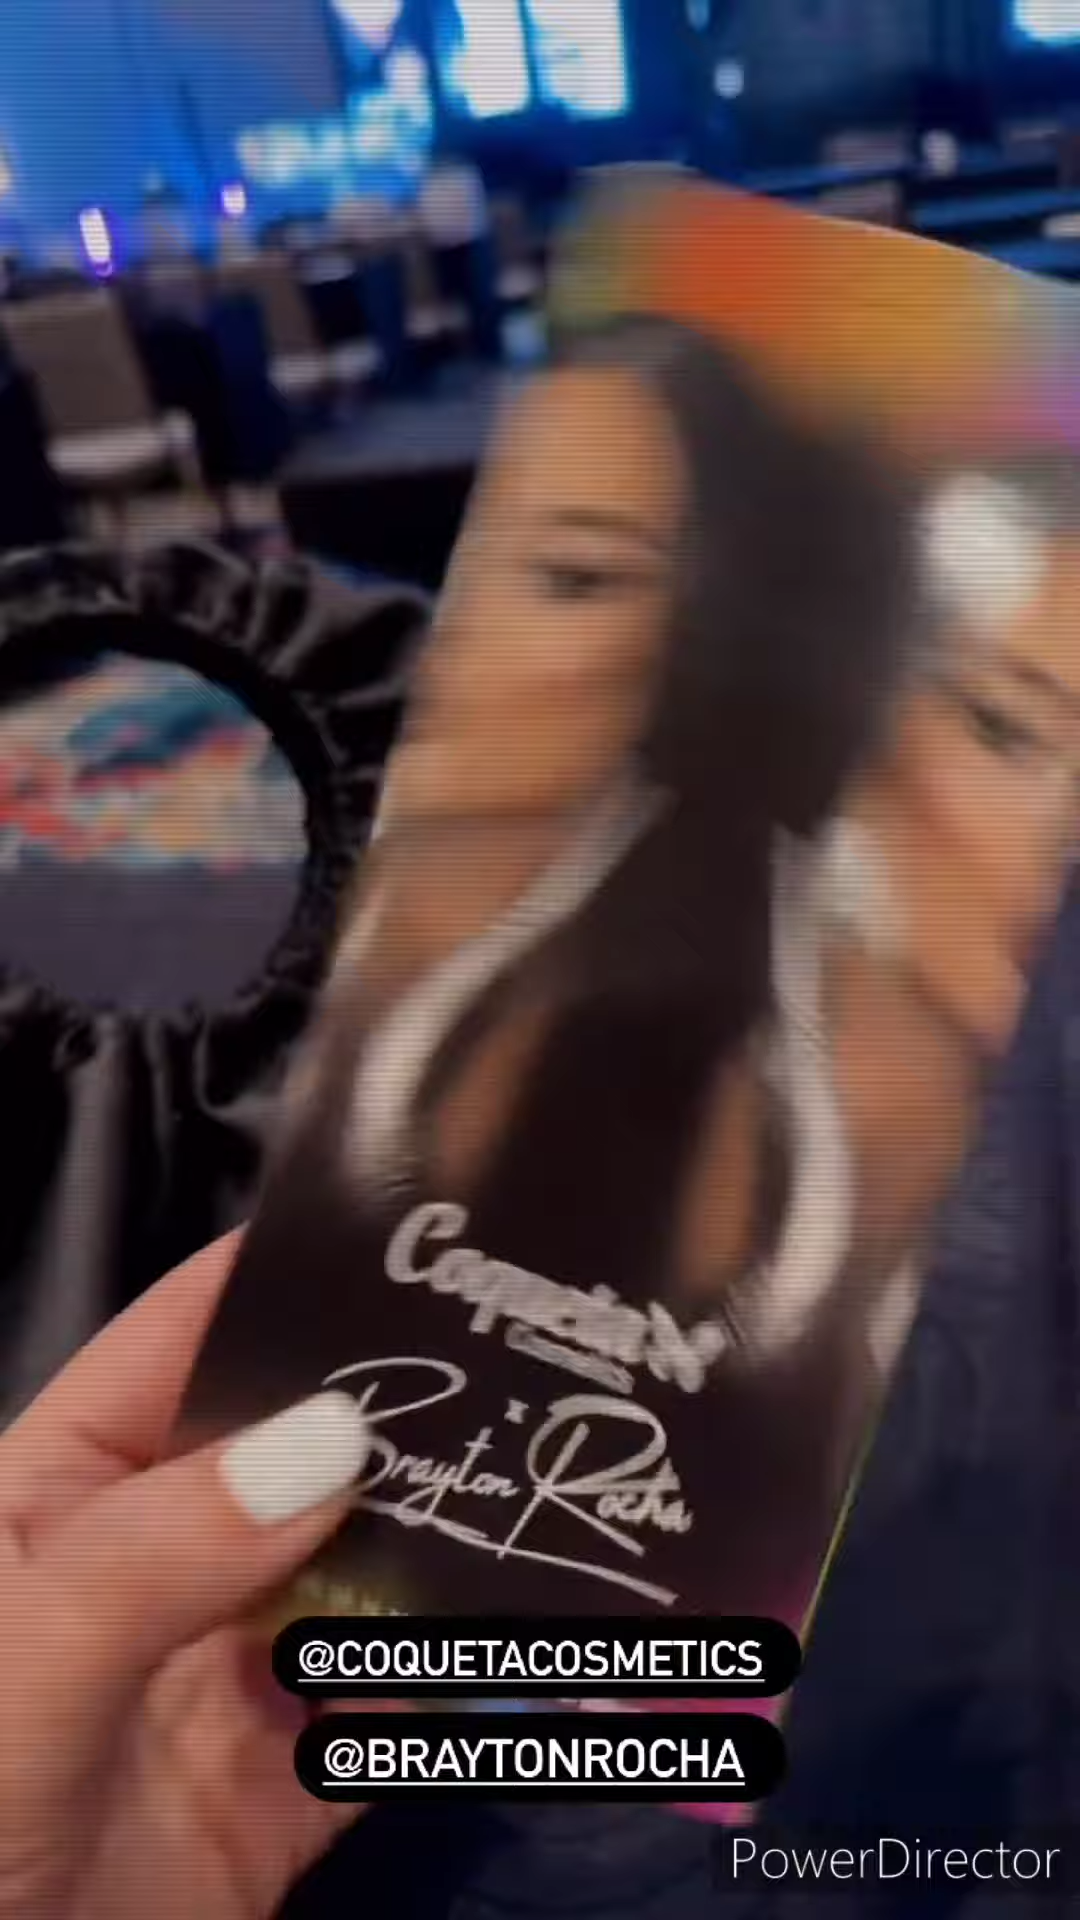 Coqueta
x
Brayton Rocha
@COQUETACOSMETICS
@BRAYTONROCHA
PowerDirector